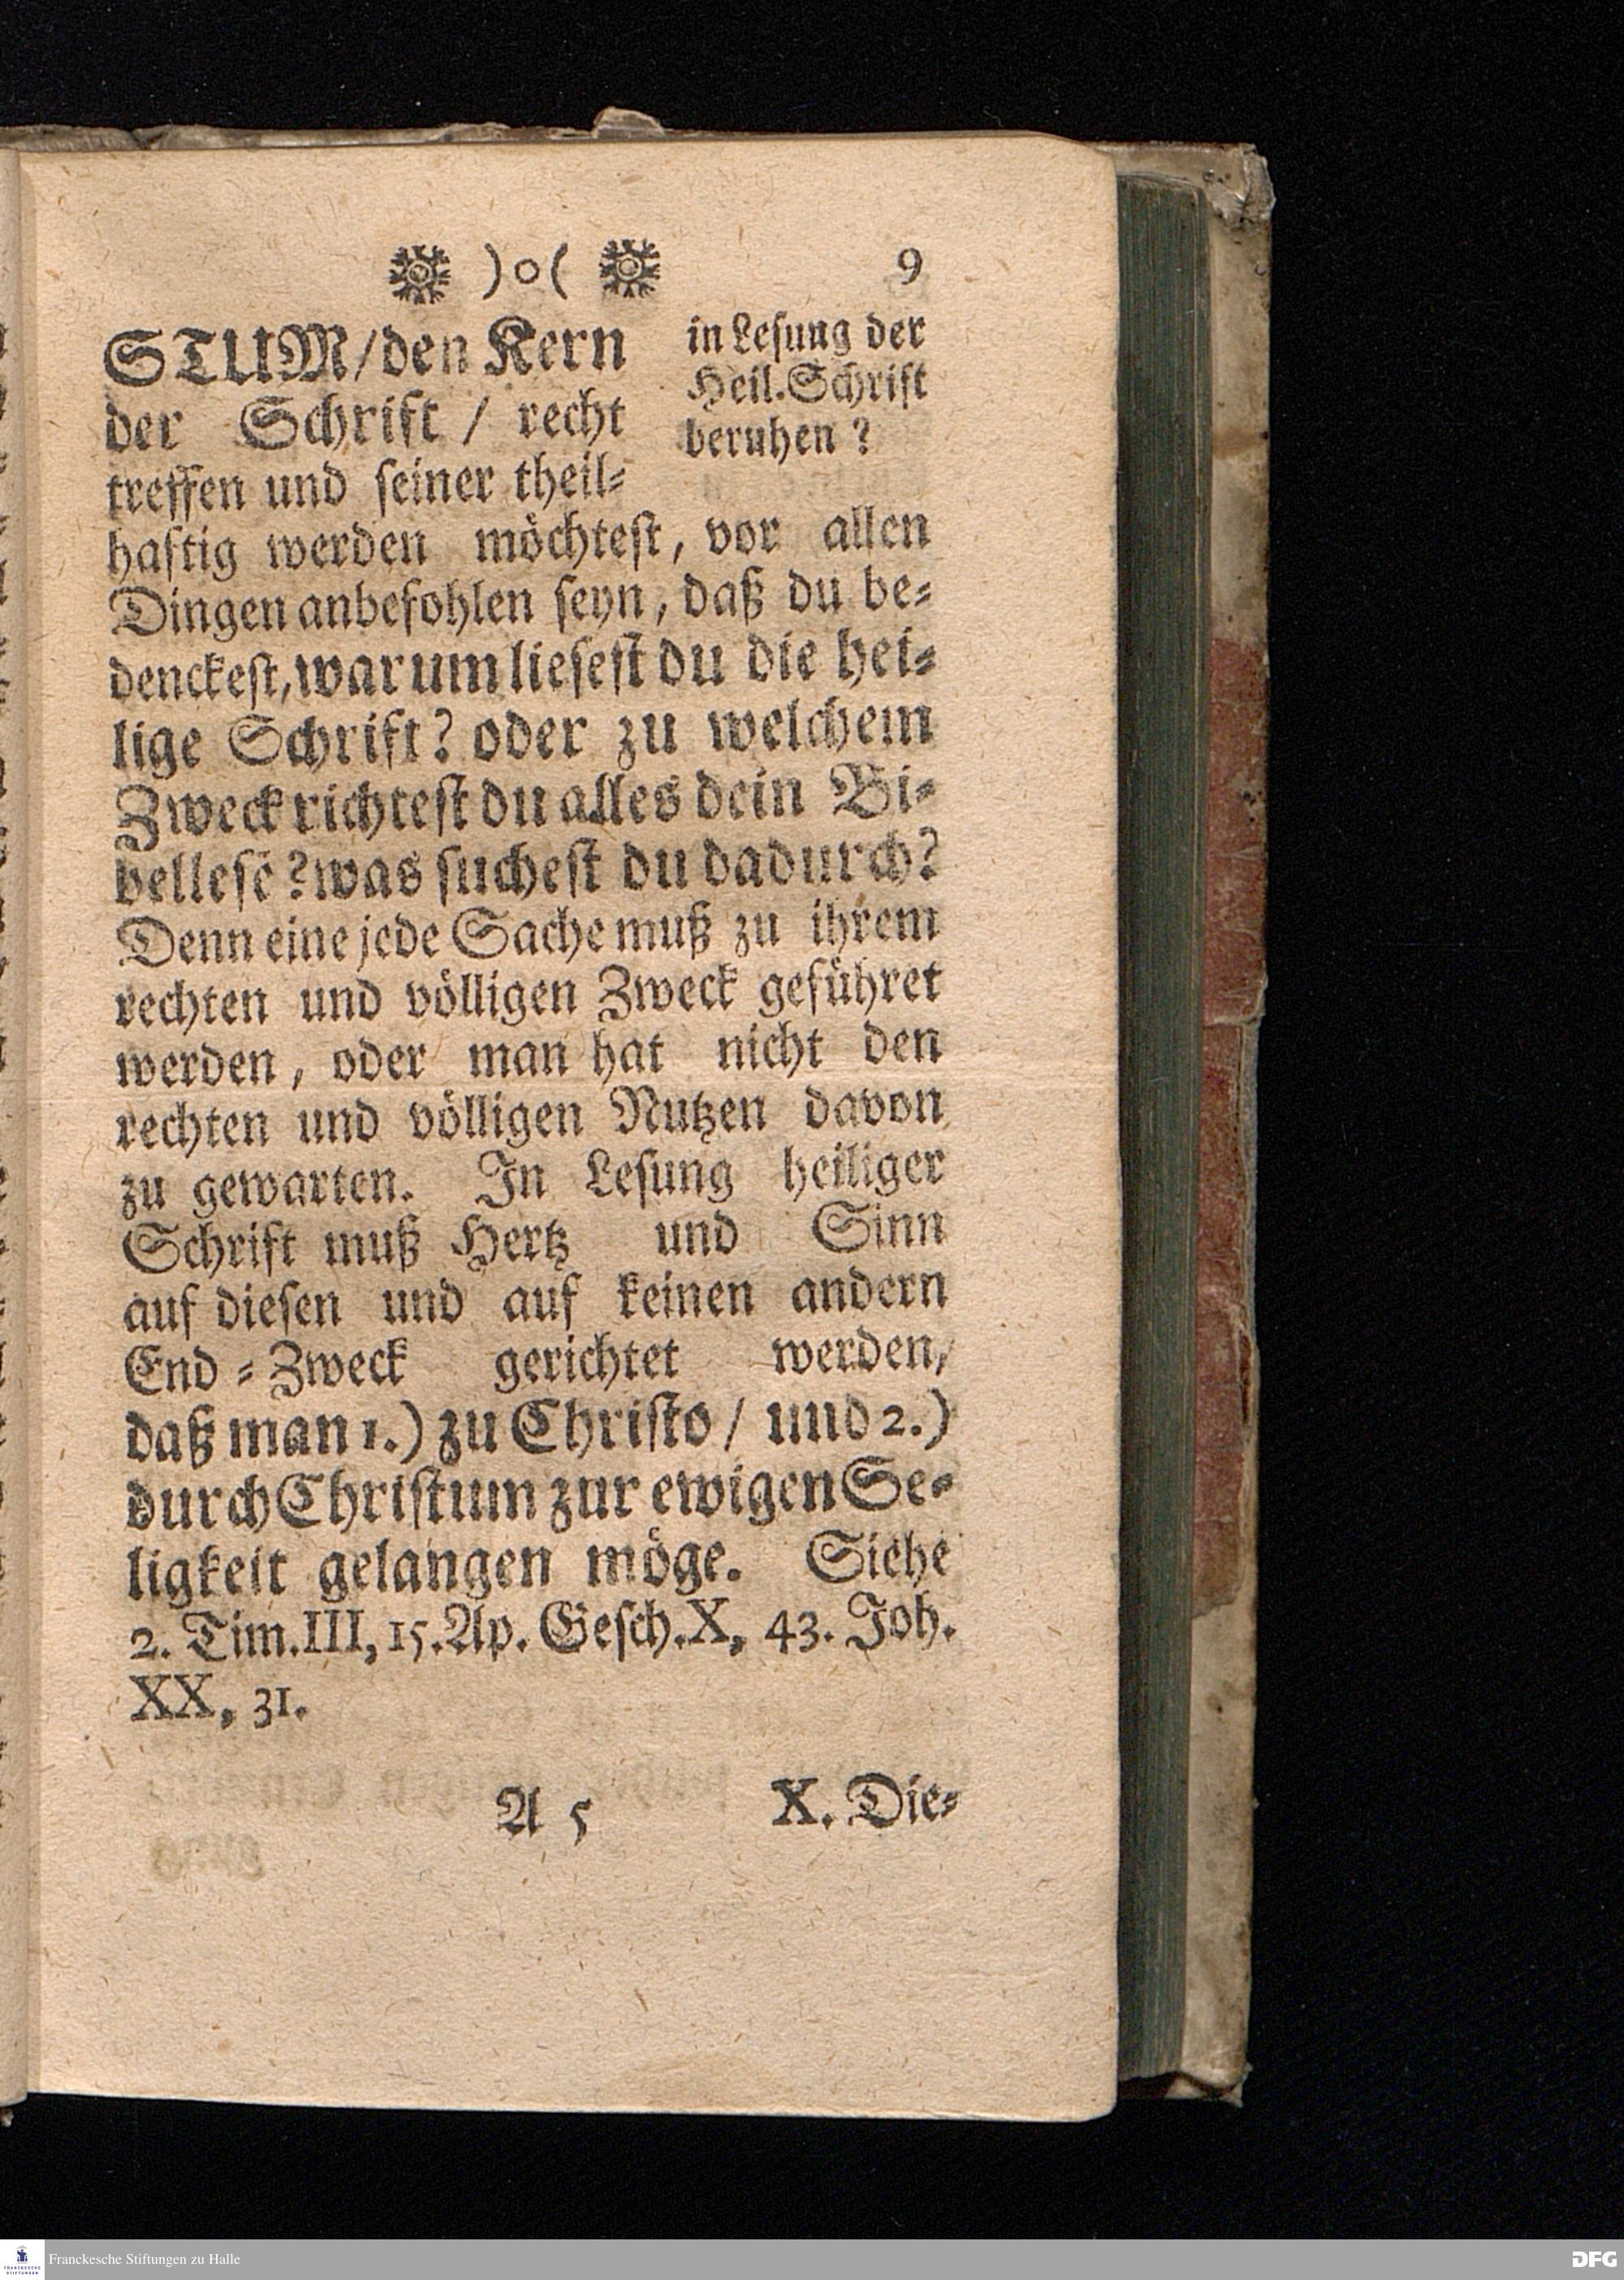 )o( 9
STUM/den Kern
der Schrift / recht
treffen und seiner theil-
haftig werden möchtest, vor allen
Dingen anbefohlen seyn, daß du be-
denckest, warum liesest du die hei-
lige Schrift? oder zu welchem
Zweck richtest du alles dein Bi-
bellese? was suchest du dadurch?
Denn eine jede Sache muß zu ihrem
rechten und völligen Zweck geführet
werden, oder man hat nicht den
rechten und völligen Nutzen davon
zu gewarten. In Lesung heiliger
Schrift muß Hertz und Sinn
auf diesen und auf keinen andern
End-Zweck gerichtet werden,
daß man 1.) zu Christo / und 2.)
durch Christum zur ewigen Se-
ligkeit gelangen möge. Siehe
2. Tim. III, 15. Ap. Gesch. X, 43. Joh.
XX, 31.
in Lesung der
Heil. Schrift
beruhen?
A 5 X. Die-
Franckesche Stiftungen zu Halle
DFG